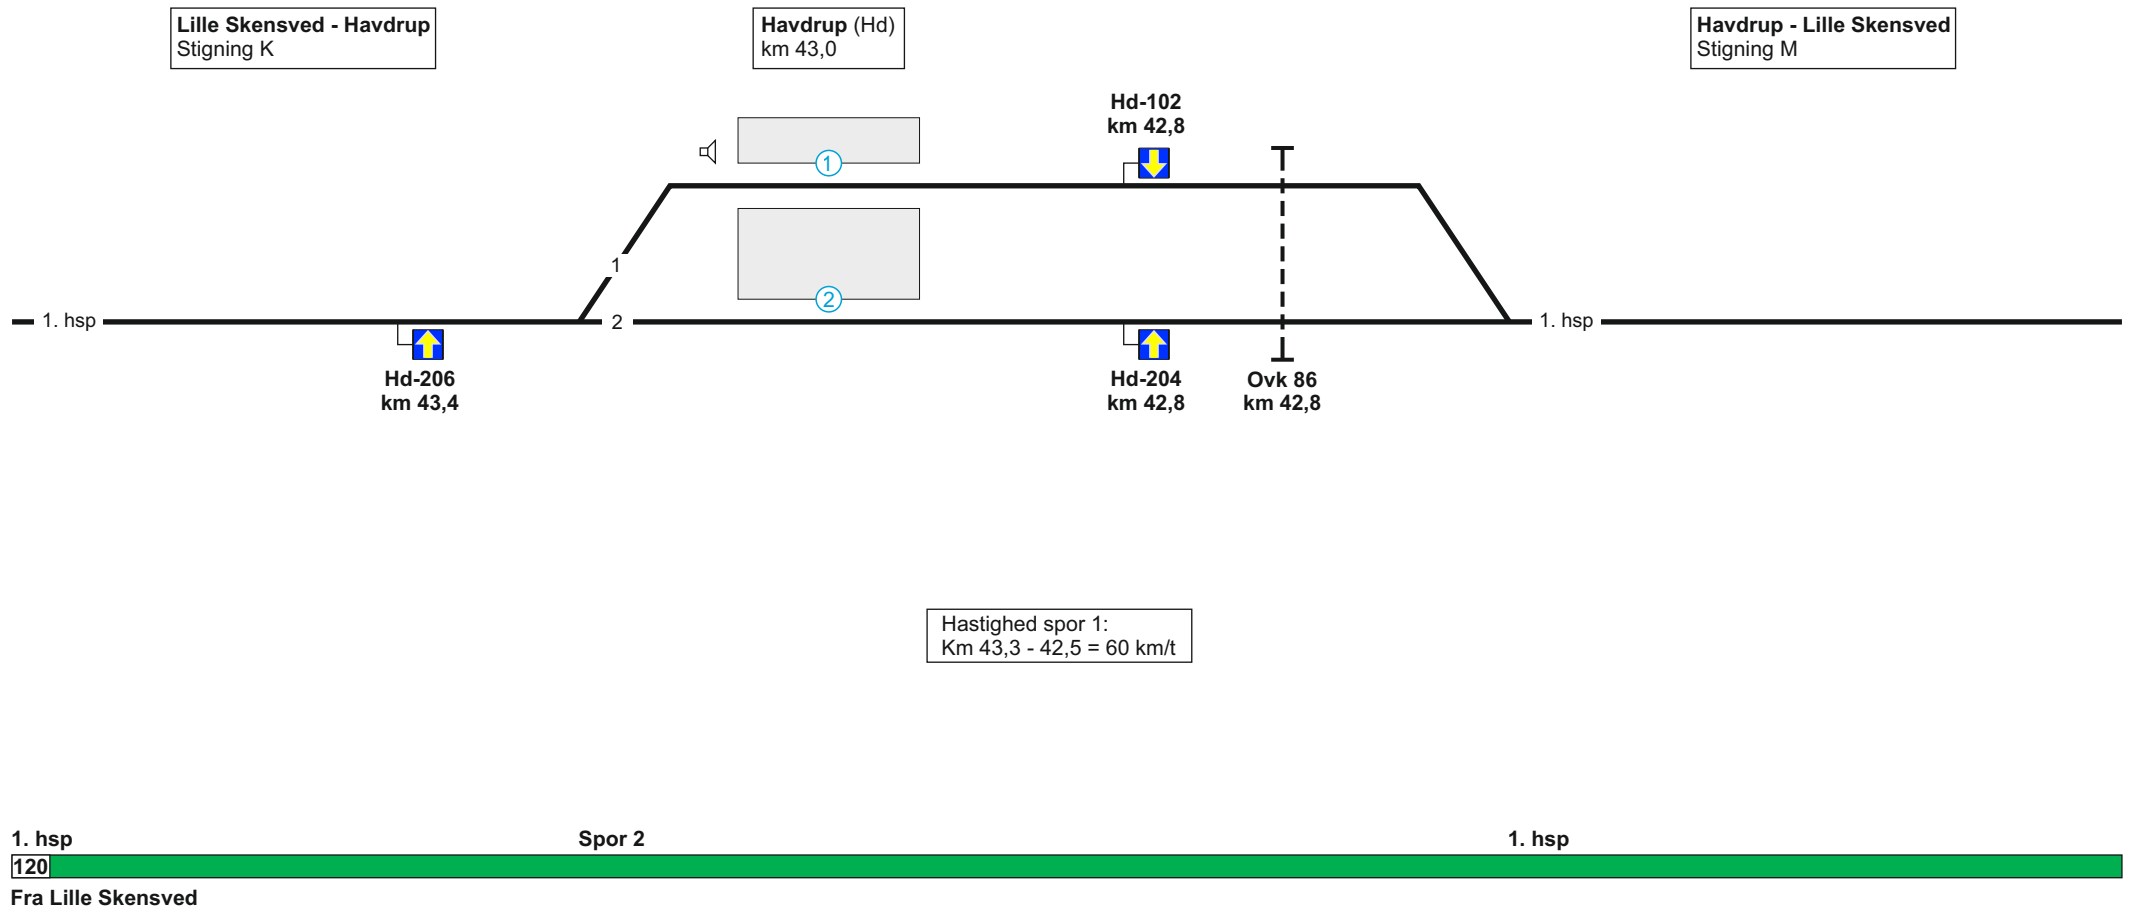 Lille Skensved - Havdrup
Stigning K
Havdrup (Hd)
km 43,0
Havdrup - Lille Skensved
Stigning M
Hd-102
km 42,8
1
1
2
1. hsp
2
1. hsp
Hd-206
km 43,4
Hd-204
km 42,8
Ovk 86
km 42,8
Hastighed spor 1:
Km 43,3 - 42,5 = 60 km/t
1. hsp
Spor 2
1. hsp
120
Fra Lille Skensved